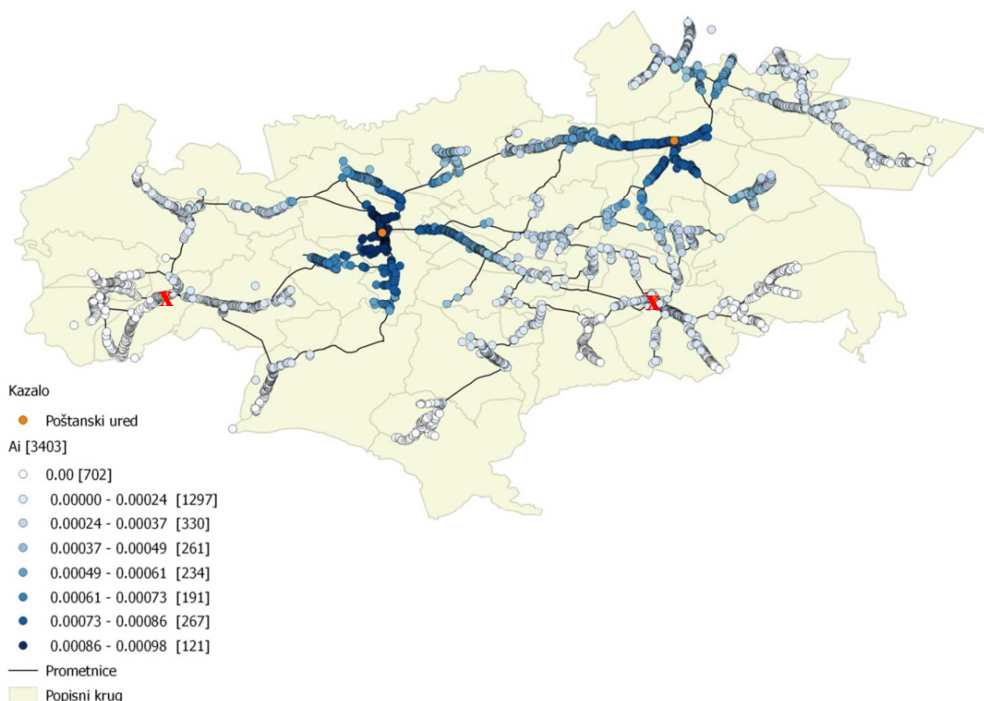 X
X
Kazalo
Poštanski ured
Ai [3403]
0.00 [702]
0.00000 - 0.00024 [1297]
0.00024 - 0.00037 [330]
0.00037 - 0.00049 [261]
0.00049 - 0.00061 [234]
0.00061 - 0.00073 [191]
0.00073 - 0.00086 [267]
0.00086 - 0.00098 [121]
Prometnice
Popisni krug